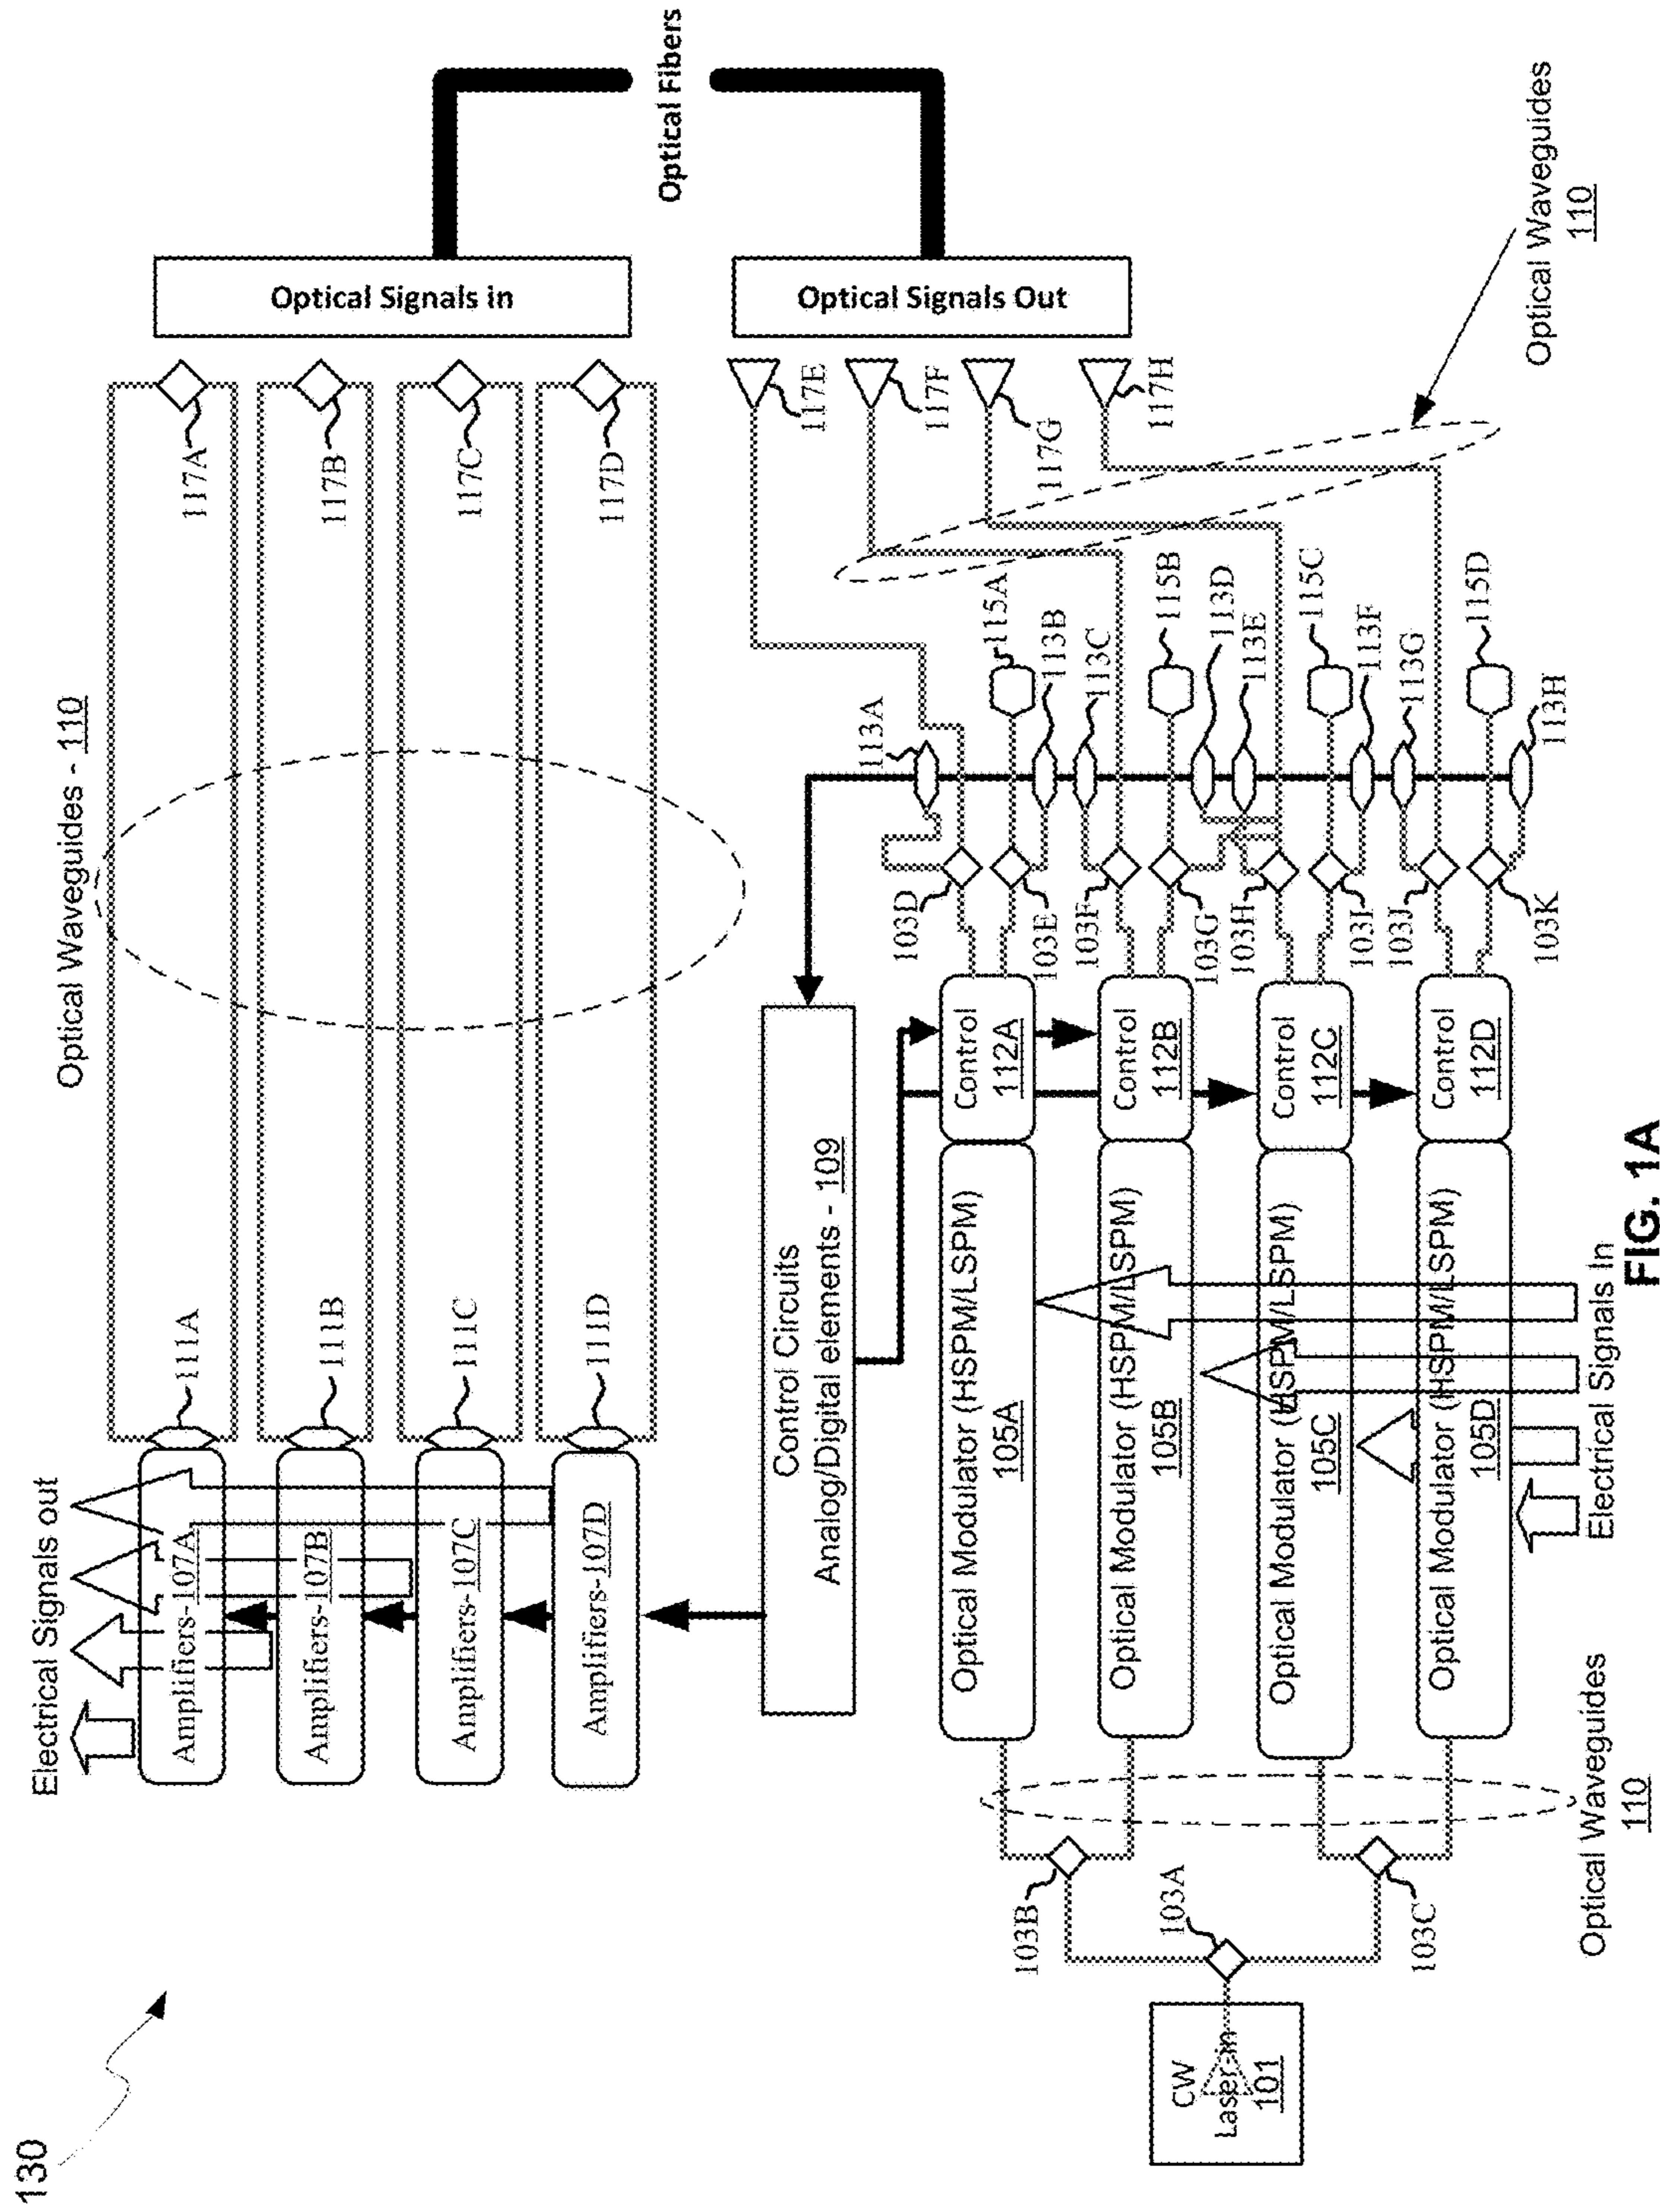 130
Electrical Signals out
Optical Waveguides - 110
Amplifiers-107A
111A
117A
Amplifiers-107B
111B
117B
Amplifiers-107C
111C
117C
Amplifiers-107D
111D
117D
Optical Signals in
Optical Fibers
Optical Signals Out
Control Circuits
Analog/Digital elements - 109
117E
117F
117G
117H
113A
115A
113B
113C
115B
113D
113E
115C
113F
113G
115D
113H
103D
103E
103F
103G
103H
103I
103J
103K
Optical Modulator (HSPM/LSPM)
105A
Control
112A
Optical Modulator (HSPM/LSPM)
105B
Control
112B
Optical Modulator (HSPM/LSPM)
105C
Control
112C
Optical Modulator (HSPM/LSPM)
105D
Control
112D
103B
103A
103C
CW
Laser-in
101
Optical Waveguides
110
Electrical Signals In
Optical Waveguides
110
FIG. 1A